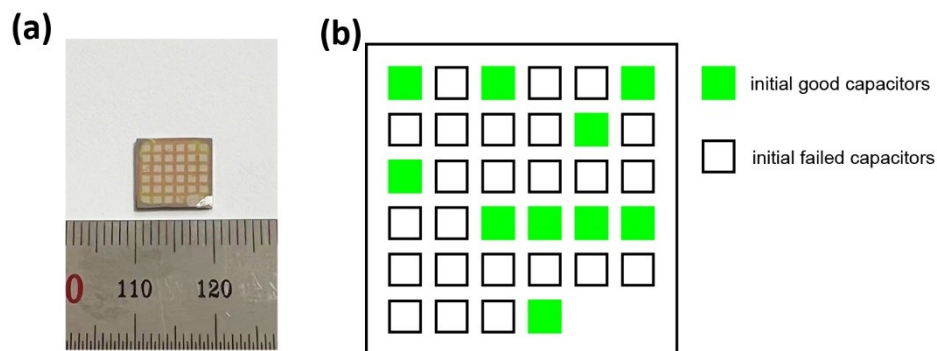 (a)
(b)
initial good capacitors
initial failed capacitors
0 110 120